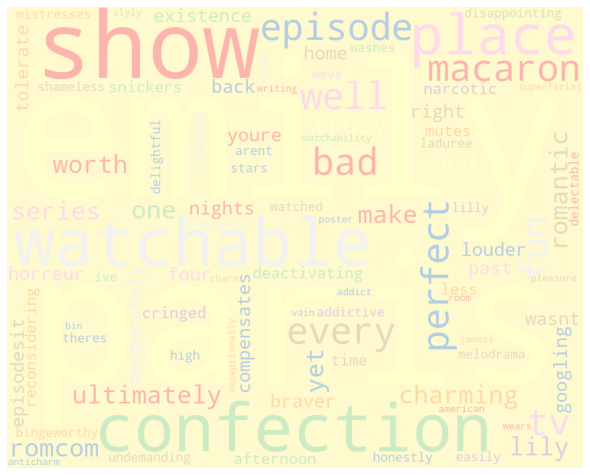 mistresses slyly existence episode place disappointing
show
tolerate shameless snickers back writing home washes macaron superficial
weve well narcotic right
emily
delightful youre arent stars watchability mutes laduree
worth bad romantic delectable
series one nights watched poster make lilly
watchable perfect fun
horreur ive four charm deactivating past louder
paris
episodesit reconsidering cringed desperately compensates addictive addict every less room pleasure wasnt
bin theres vain yet time melodrama jamess googling
high exceptionally
ultimately braver charming american
confection tv
romcom bingeworthy wears lily
anticharm undemanding afternoon honestly easily